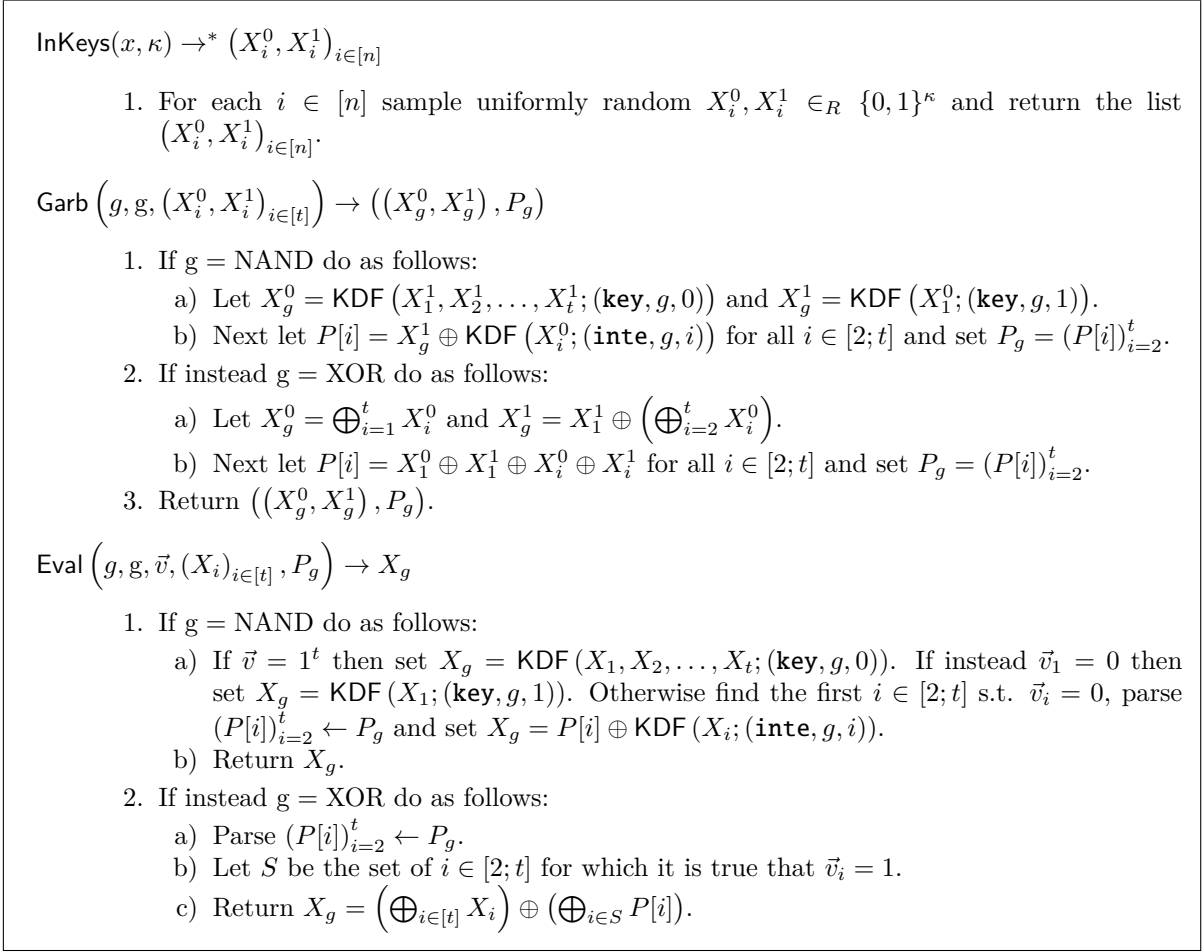 InKeys(x, κ) →* (X_i^0, X_i^1)_{i∈[n]}
1. For each i ∈ [n] sample uniformly random X_i^0, X_i^1 ∈_R {0, 1}^κ and return the list
(X_i^0, X_i^1)_{i∈[n]}.
Garb (g, g, (X_i^0, X_i^1)_{i∈[t]}) → ((X_g^0, X_g^1), P_g)
1. If g = NAND do as follows:
a) Let X_g^0 = KDF (X_1^1, X_2^1, . . . , X_t^1; (key, g, 0)) and X_g^1 = KDF (X_1^0; (key, g, 1)).
b) Next let P[i] = X_g^1 ⊕ KDF (X_i^0; (inte, g, i)) for all i ∈ [2; t] and set P_g = (P[i])_{i=2}^t.
2. If instead g = XOR do as follows:
a) Let X_g^0 = ⊕_{i=1}^t X_i^0 and X_g^1 = X_1^1 ⊕ (⊕_{i=2}^t X_i^0).
b) Next let P[i] = X_1^0 ⊕ X_1^1 ⊕ X_i^0 ⊕ X_i^1 for all i ∈ [2; t] and set P_g = (P[i])_{i=2}^t.
3. Return ((X_g^0, X_g^1), P_g).
Eval (g, g, v⃗, (X_i)_{i∈[t]}, P_g) → X_g
1. If g = NAND do as follows:
a) If v⃗ = 1^t then set X_g = KDF (X_1, X_2, . . . , X_t; (key, g, 0)). If instead v⃗_1 = 0 then
set X_g = KDF (X_1; (key, g, 1)). Otherwise find the first i ∈ [2; t] s.t. v⃗_i = 0, parse
(P[i])_{i=2}^t ← P_g and set X_g = P[i] ⊕ KDF (X_i; (inte, g, i)).
b) Return X_g.
2. If instead g = XOR do as follows:
a) Parse (P[i])_{i=2}^t ← P_g.
b) Let S be the set of i ∈ [2; t] for which it is true that v⃗_i = 1.
c) Return X_g = (⊕_{i∈[t]} X_i) ⊕ (⊕_{i∈S} P[i]).